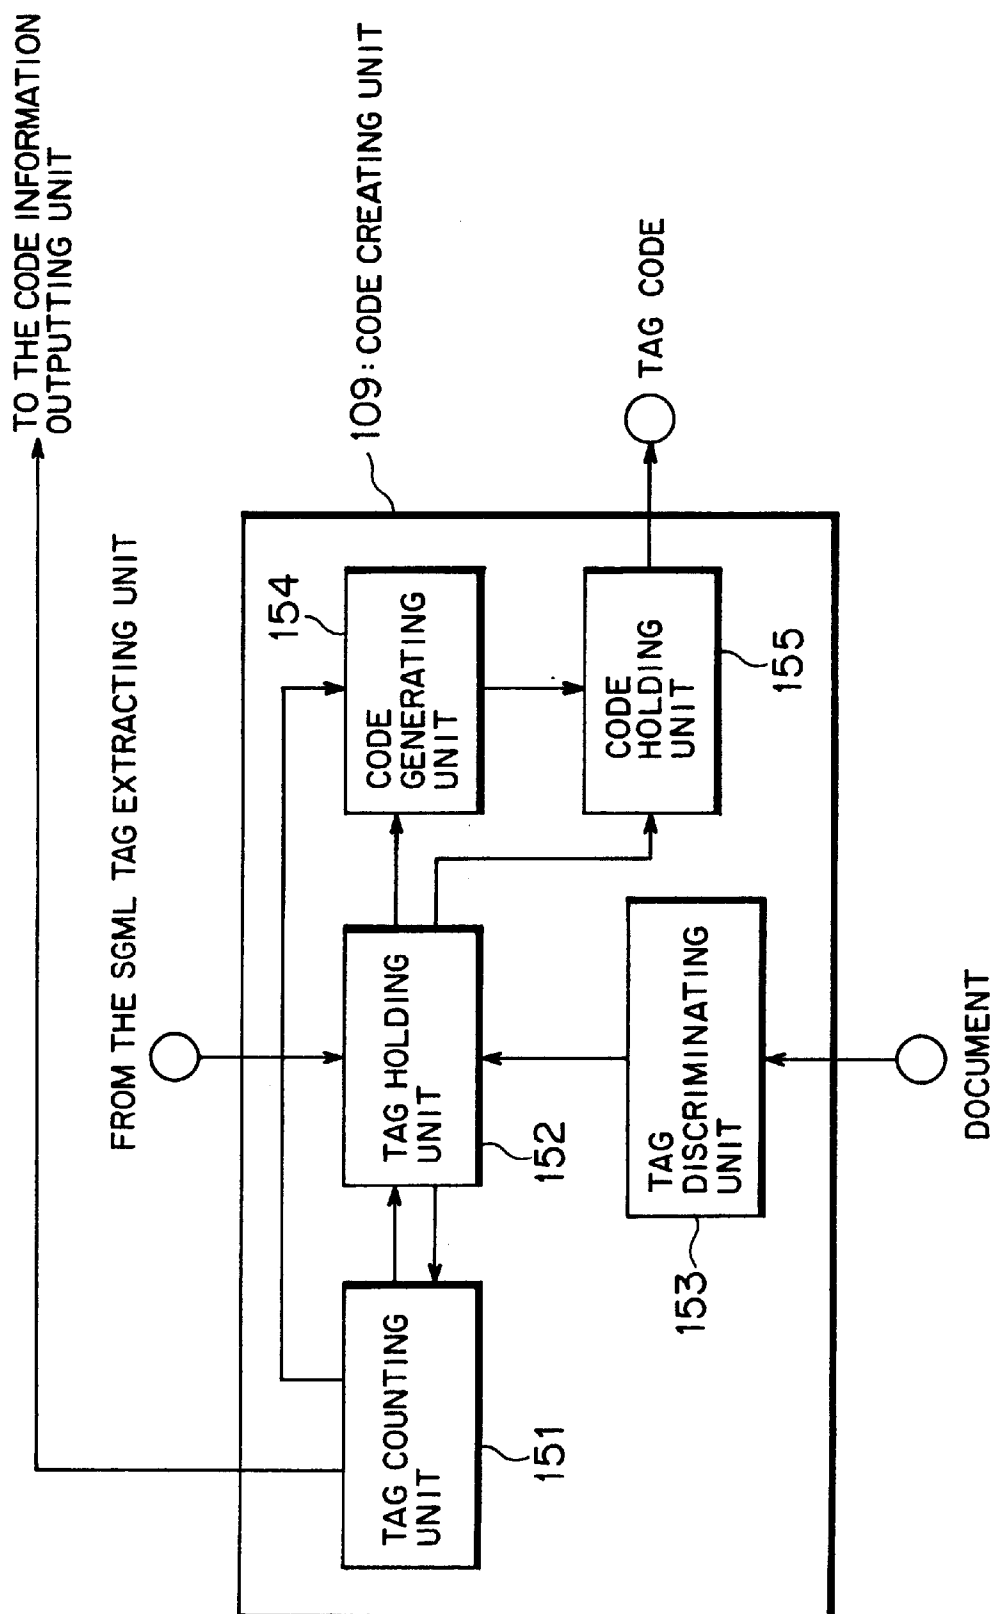 TO THE CODE INFORMATION
OUTPUTTING UNIT
FROM THE SGML TAG EXTRACTING UNIT
109: CODE CREATING UNIT
154
CODE
GENERATING
UNIT
TAG COUNTING
UNIT
151
TAG HOLDING
UNIT
152
CODE
HOLDING
UNIT
155
TAG CODE
TAG
DISCRIMINATING
UNIT
153
DOCUMENT